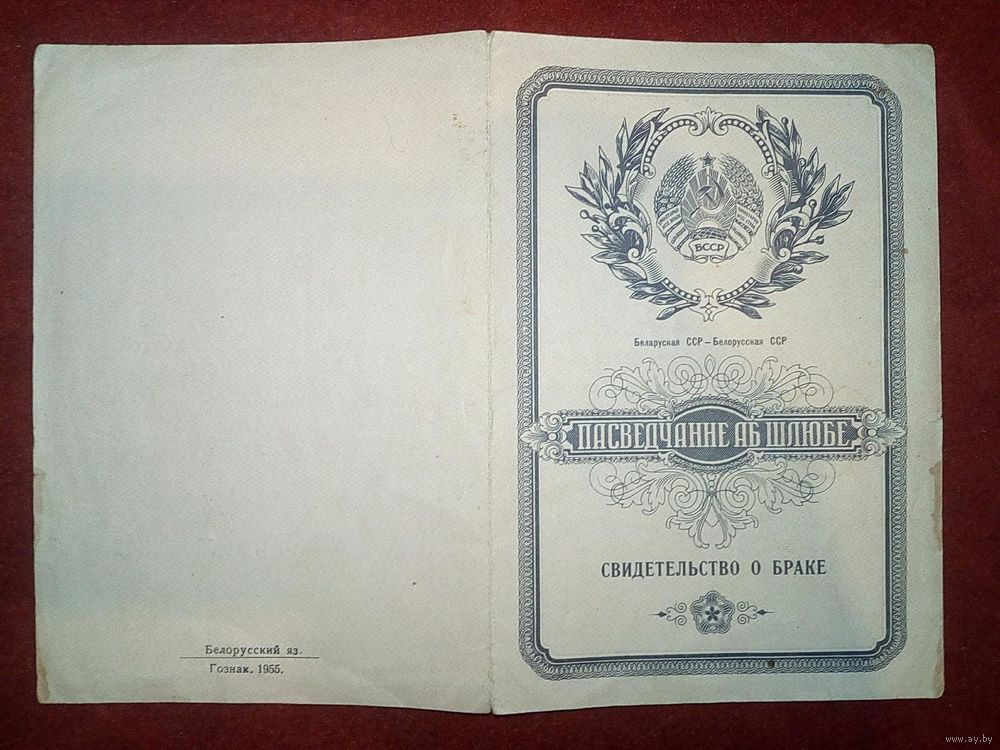 Белорусский яз.
Гознак. 1955.
БССР
Беларуская ССР — Белорусская ССР
ПАСВЕДЧАННЕ АБ ШЛЮБЕ
СВИДЕТЕЛЬСТВО О БРАКЕ
www.ay.by